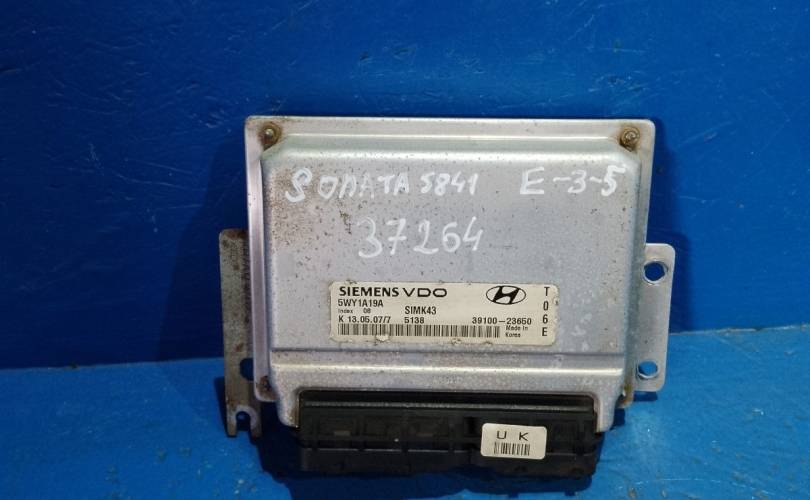 SONATA 5841 E-3-5
37264
SIEMENS VDO
5WY1A19A
Index 08 SIMK43
K 13.05.07/7 5138 39100-23650
Made in
Korea
T
0
6
E
U K